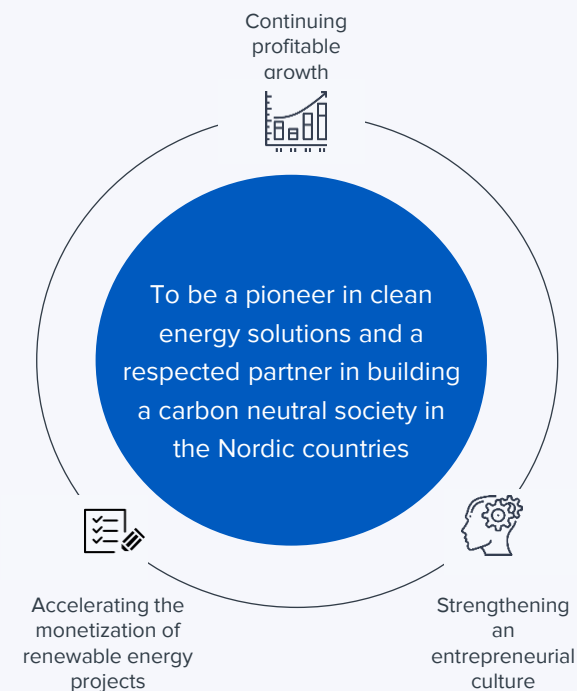 Continuing
profitable
growth
To be a pioneer in clean
energy solutions and a
respected partner in building
a carbon neutral society in
the Nordic countries
Accelerating the
monetization of
renewable energy
projects
Strengthening
an
entrepreneurial
culture